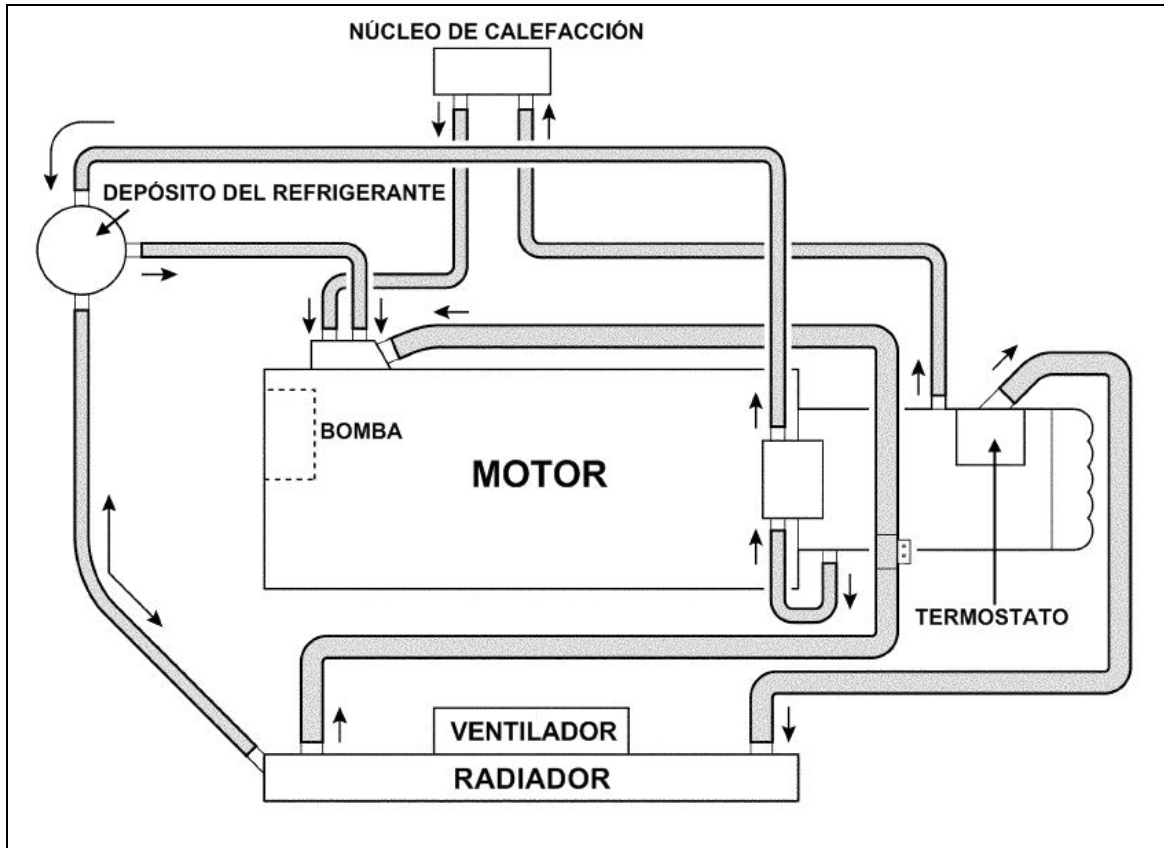 NÚCLEO DE CALEFACCIÓN
DEPÓSITO DEL REFRIGERANTE
BOMBA
MOTOR
TERMOSTATO
VENTILADOR
RADIADOR